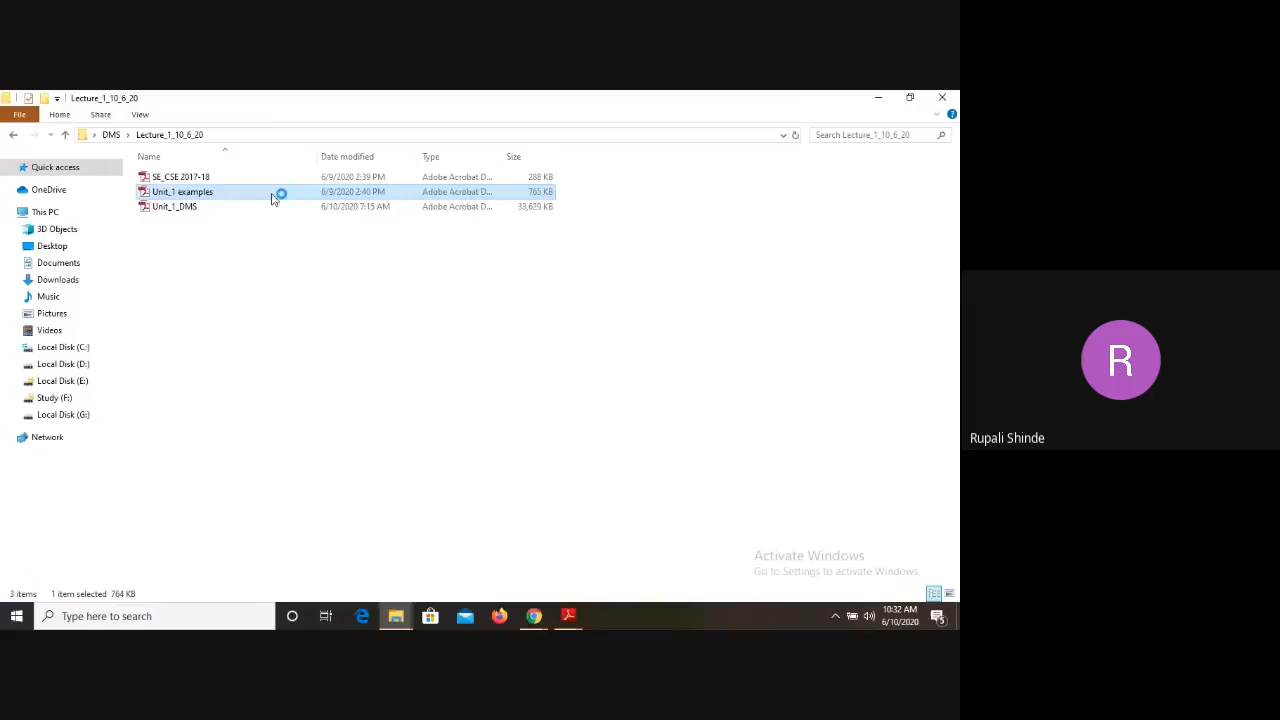 Lecture_1_10_6_20
File Home Share View
DMS Lecture_1_10_6_20 Search Lecture_1_10_6_20
Name Date modified Type Size
Quick access
OneDrive
This PC
3D Objects
Desktop
Documents
Downloads
Music
Pictures
Videos
Local Disk (C:)
Local Disk (D:)
Local Disk (E:)
Study (F:)
Local Disk (G:)
Network
SE_CSE 2017-18 6/9/2020 2:39 PM Adobe Acrobat D... 288 KB
Unit_1 examples 6/9/2020 2:40 PM Adobe Acrobat D... 765 KB
Unit_1_DMS 6/10/2020 7:15 AM Adobe Acrobat D... 33,629 KB
R
Rupali Shinde
Activate Windows
Go to Settings to activate Windows.
3 items 1 item selected 764 KB
Type here to search
10:32 AM
6/10/2020
5